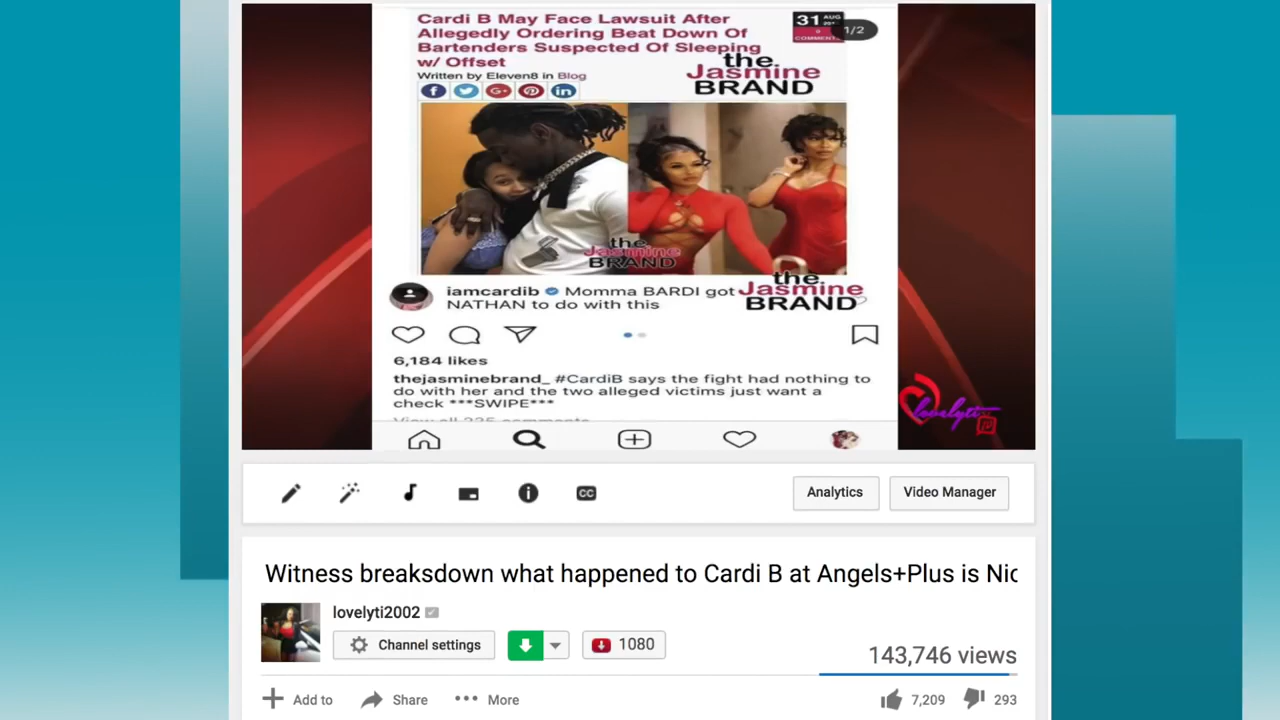 Cardi B May Face Lawsuit After
Allegedly Ordering Beat Down Of
Bartenders Suspected Of Sleeping
w/ Offset
Written by Eleven8 in Blog
31 AUG
0
COMMENTS
1/2
the
Jasmine
BRAND
the
Jasmine
BRAND
iamcardib Momma BARDI got
NATHAN to do with this
the
Jasmine
BRAND
6,184 likes
thejasminebrand_ #CardiB says the fight had nothing to
do with her and the two alleged victims just want a
check ***SWIPE***
View all 225 comments
lovelyti
CC
Analytics
Video Manager
Witness breaksdown what happened to Cardi B at Angels+Plus is Nic
lovelyti2002
Channel settings
1080
143,746 views
Add to
Share
More
7,209
293